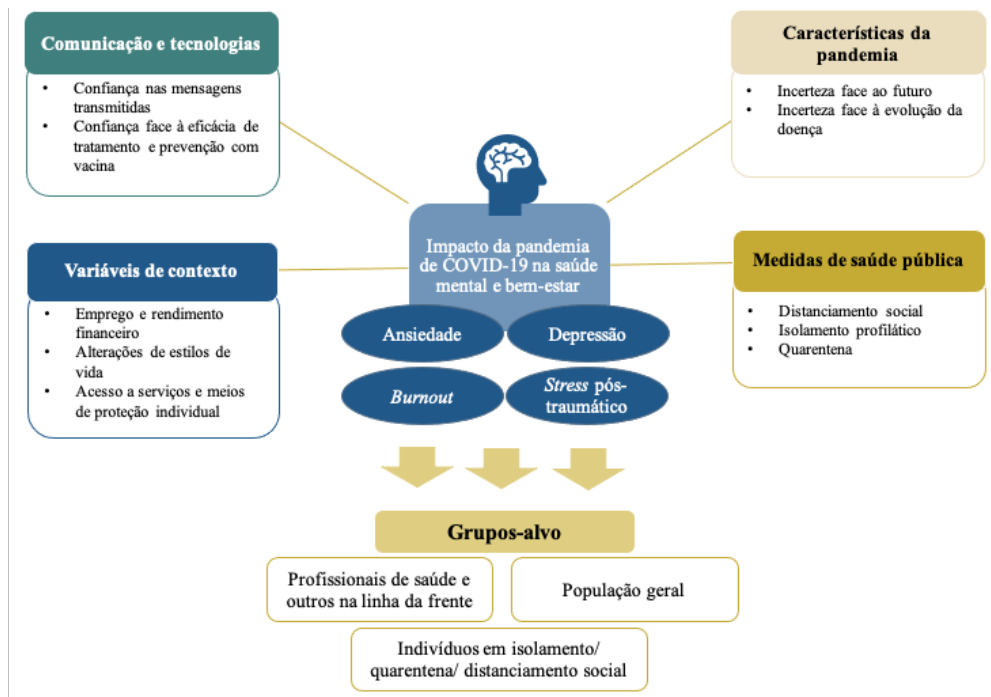 Comunicação e tecnologias
• Confiança nas mensagens
transmitidas
• Confiança face à eficácia de
tratamento e prevenção com
vacina
Características da
pandemia
• Incerteza face ao futuro
• Incerteza face à evolução da
doença
Variáveis de contexto
• Emprego e rendimento
financeiro
• Alterações de estilos de
vida
• Acesso a serviços e meios
de proteção individual
Impacto da pandemia
de COVID-19 na saúde
mental e bem-estar
Ansiedade
Depressão
Burnout
Stress pós-
traumático
Medidas de saúde pública
• Distanciamento social
• Isolamento profilático
• Quarentena
Grupos-alvo
Profissionais de saúde e
outros na linha da frente
População geral
Indivíduos em isolamento/
quarentena/ distanciamento social